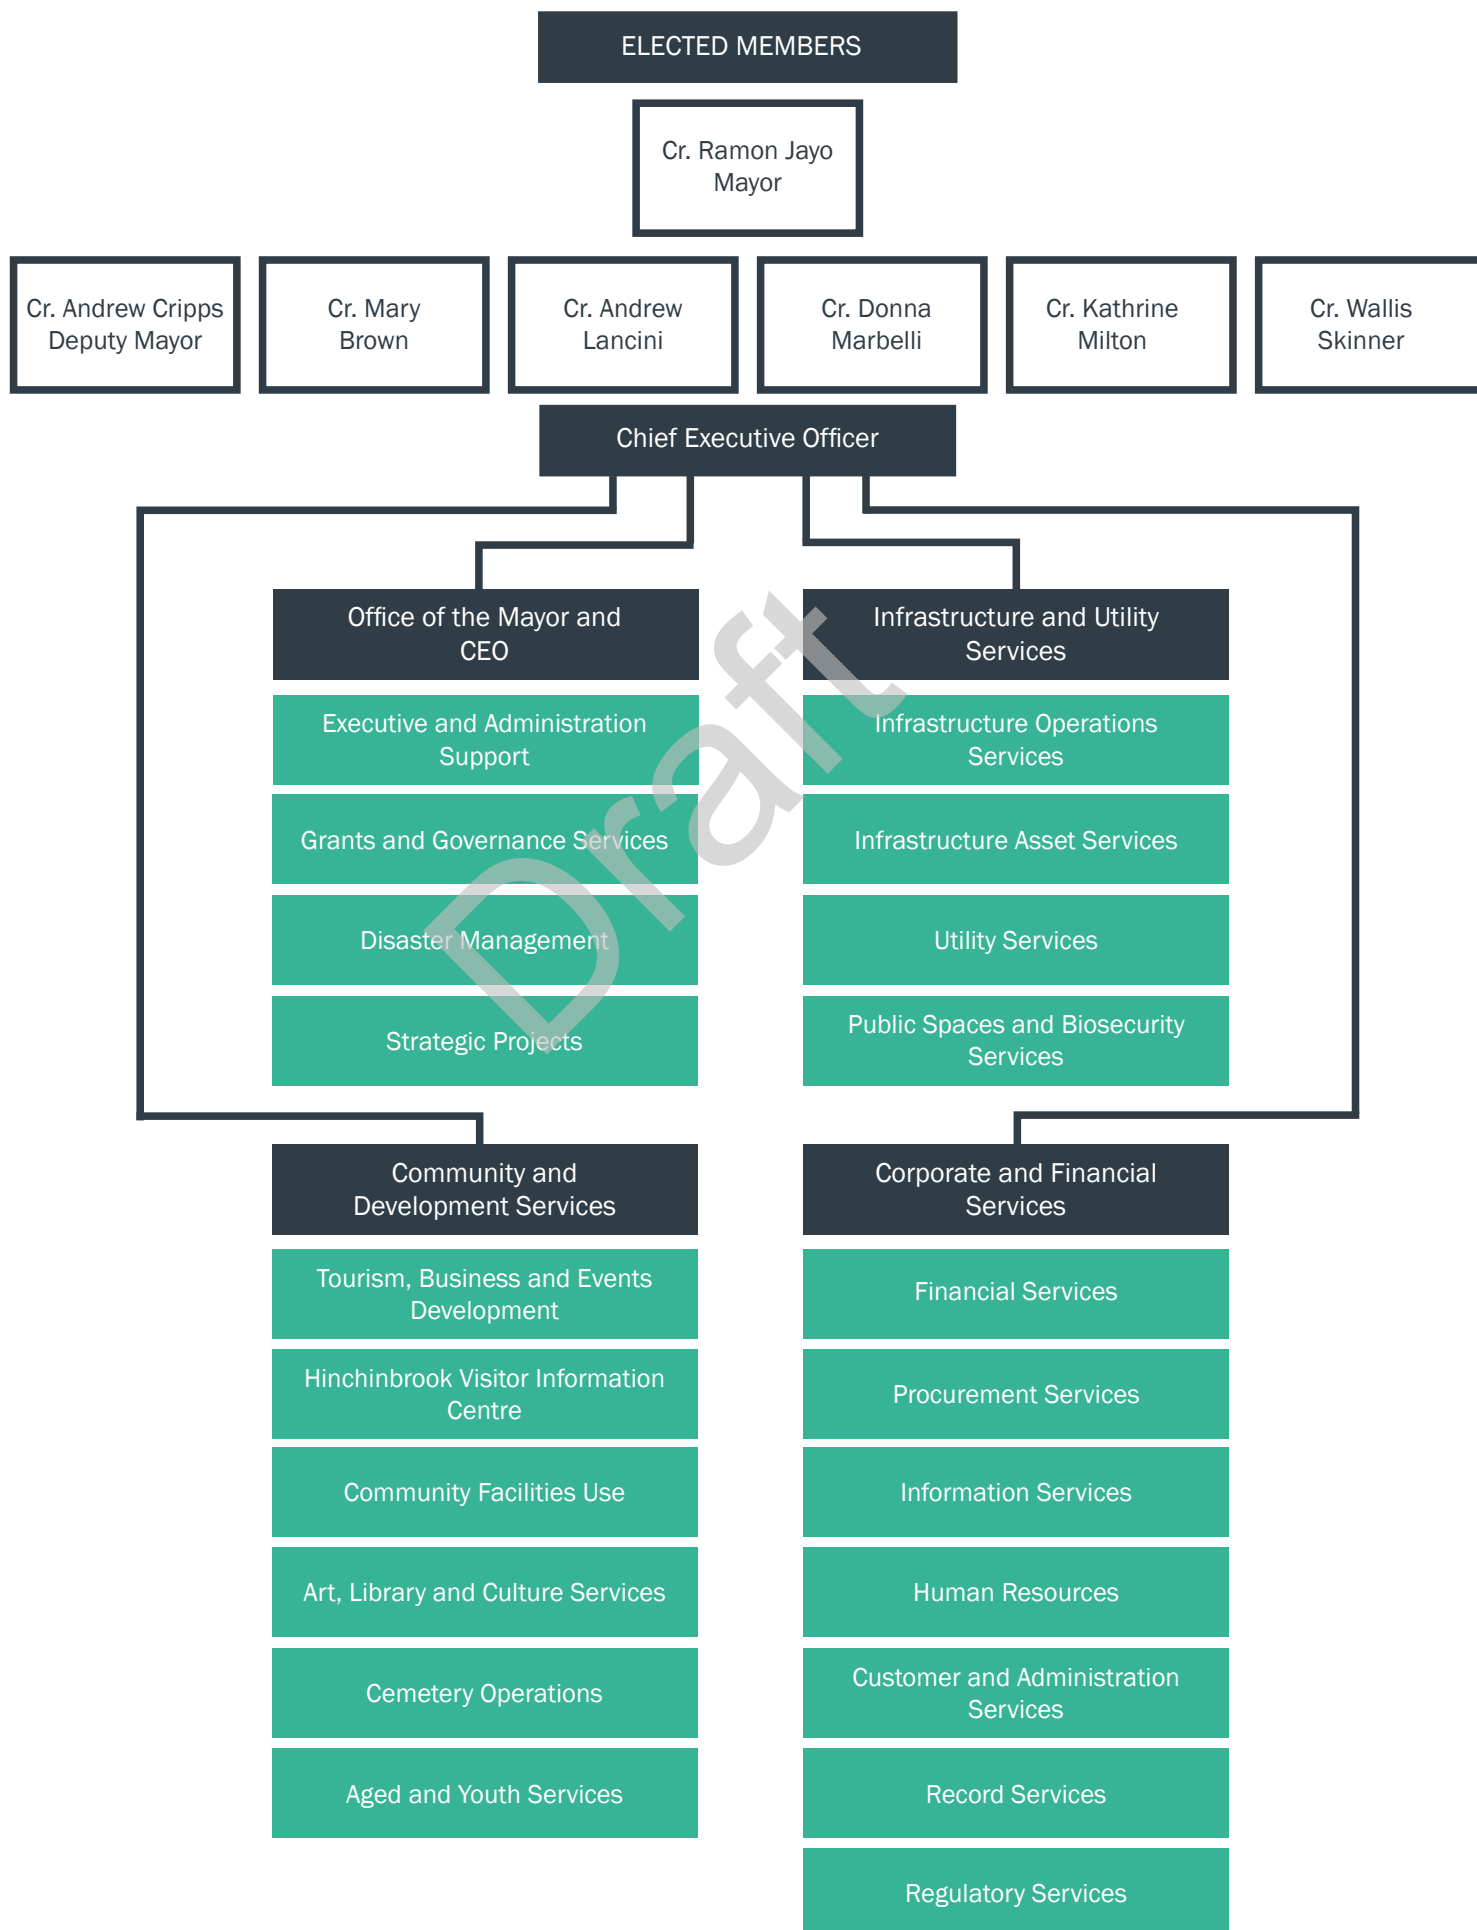 ELECTED MEMBERS
Cr. Ramon Jayo
Mayor
Cr. Andrew Cripps
Deputy Mayor
Cr. Mary
Brown
Cr. Andrew
Lancini
Cr. Donna
Marbelli
Cr. Kathrine
Milton
Cr. Wallis
Skinner
Chief Executive Officer
Office of the Mayor and
CEO
Executive and Administration
Support
Grants and Governance Services
Disaster Management
Strategic Projects
Infrastructure and Utility
Services
Infrastructure Operations
Services
Infrastructure Asset Services
Utility Services
Public Spaces and Biosecurity
Services
Draft
Community and
Development Services
Tourism, Business and Events
Development
Hinchinbrook Visitor Information
Centre
Community Facilities Use
Art, Library and Culture Services
Cemetery Operations
Aged and Youth Services
Corporate and Financial
Services
Financial Services
Procurement Services
Information Services
Human Resources
Customer and Administration
Services
Record Services
Regulatory Services